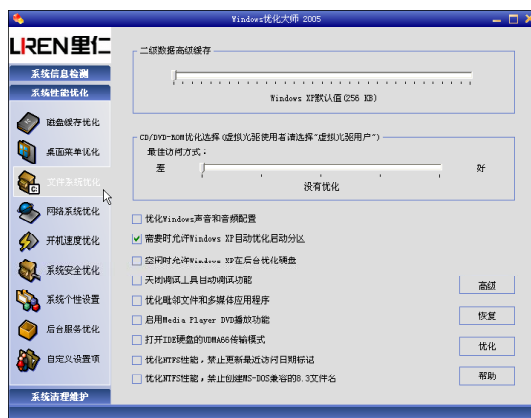 Windows优化大师 2005
LIREN里仁
系统信息检测
系统性能优化
磁盘缓存优化
桌面菜单优化
文件系统优化
网络系统优化
开机速度优化
系统安全优化
系统个性设置
后台服务优化
自定义设置项
系统清理维护
二级数据高级缓存
Windows XP默认值(256 KB)
CD/DVD-ROM优化选择(虚拟光驱使用者请选择"虚拟光驱用户")
最佳访问方式：
差
好
没有优化
优化Windows声音和音频配置
需要时允许Windows XP自动优化启动分区
空闲时允许Windows XP在后台优化硬盘
关闭调试工具自动调试功能
优化毗邻文件和多媒体应用程序
启用Media Player DVD播放功能
打开IDE硬盘的UDMA66传输模式
优化NTFS性能，禁止更新最近访问日期标记
优化NTFS性能，禁止创建MS-DOS兼容的8.3文件名
高级
恢复
优化
帮助